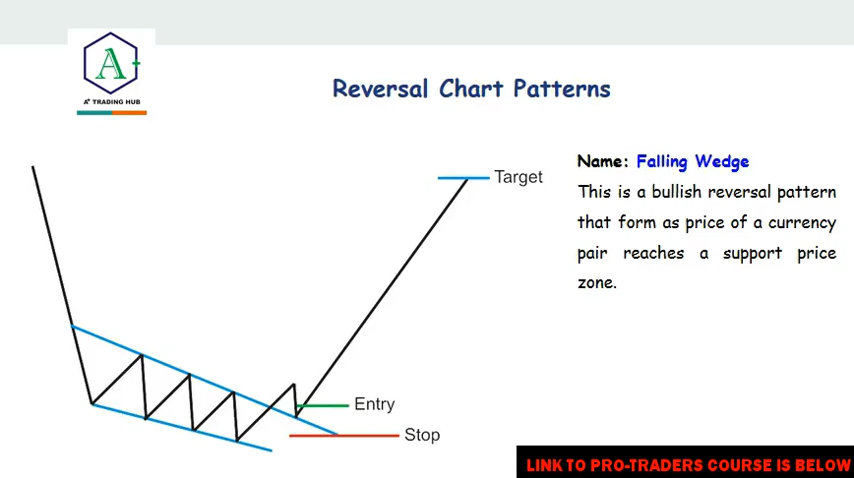 A+
A+ TRADING HUB
Reversal Chart Patterns
Name: Falling Wedge
This is a bullish reversal pattern
that form as price of a currency
pair reaches a support price
zone.
Target
Entry
Stop
LINK TO PRO-TRADERS COURSE IS BELOW